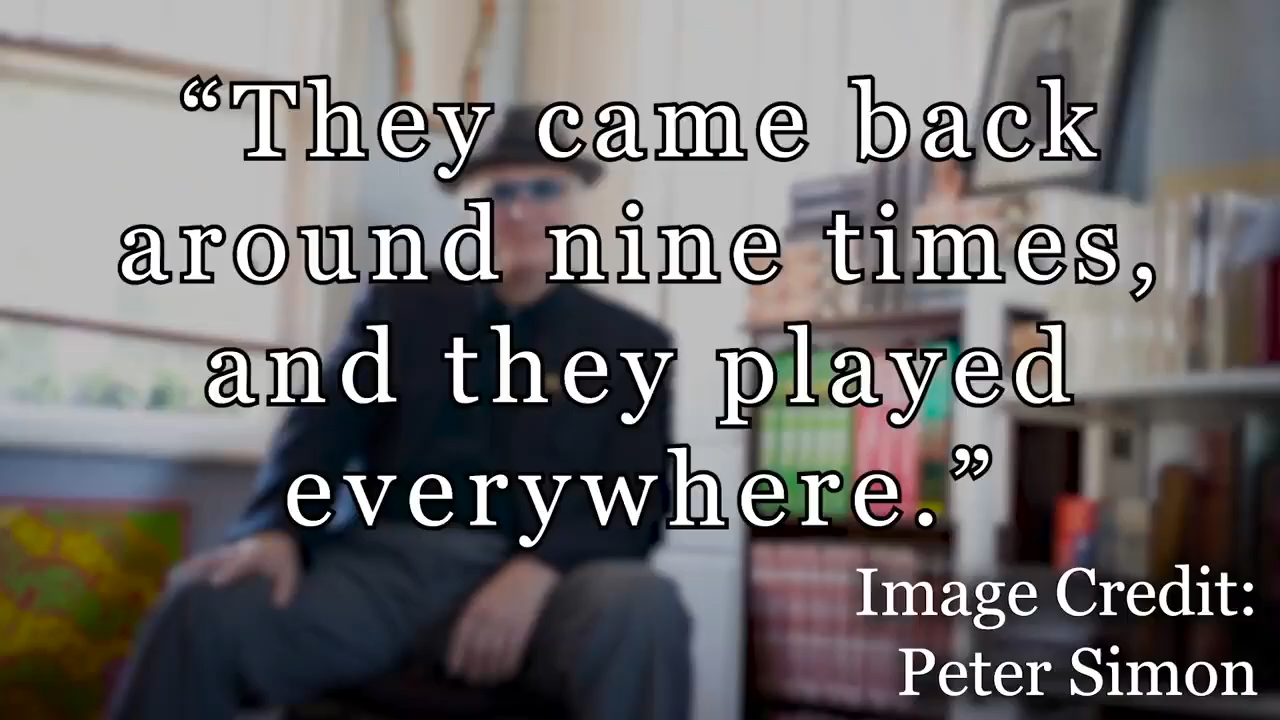 “They came back
around nine times,
and they played
everywhere.”
Image Credit:
Peter Simon